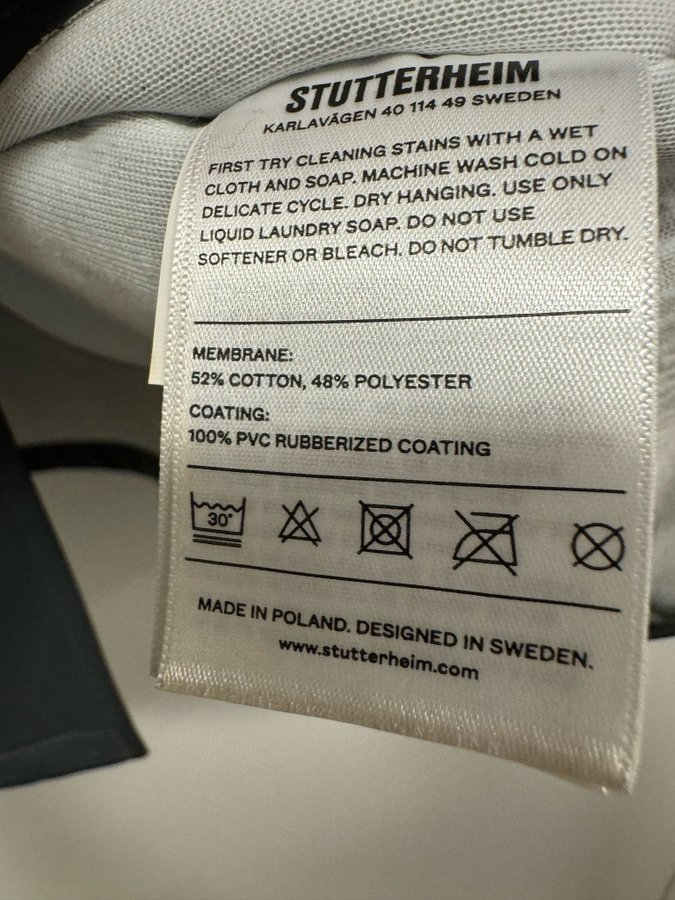 STUTTERHEIM
KARLAVÄGEN 40 114 49 SWEDEN
FIRST TRY CLEANING STAINS WITH A WET
CLOTH AND SOAP. MACHINE WASH COLD ON
DELICATE CYCLE. DRY HANGING. USE ONLY
LIQUID LAUNDRY SOAP. DO NOT USE
SOFTENER OR BLEACH. DO NOT TUMBLE DRY.
MEMBRANE:
52% COTTON, 48% POLYESTER
COATING:
100% PVC RUBBERIZED COATING
30°
MADE IN POLAND. DESIGNED IN SWEDEN.
www.stutterheim.com